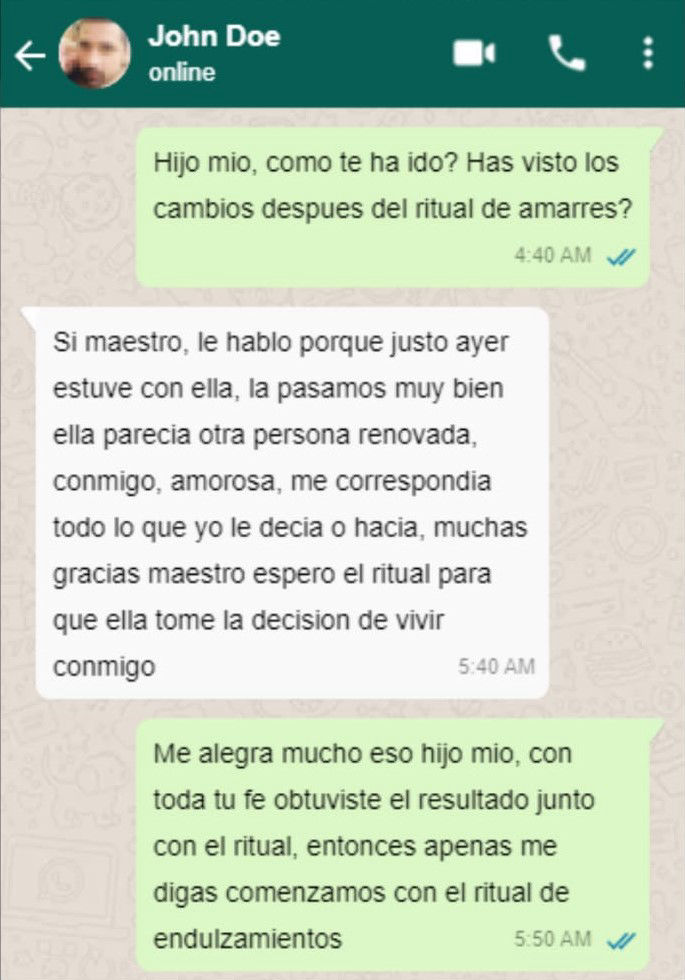 John Doe
online
Hijo mio, como te ha ido? Has visto los
cambios despues del ritual de amarres?
4:40 AM
Si maestro, le hablo porque justo ayer
estuve con ella, la pasamos muy bien
ella parecia otra persona renovada,
conmigo, amorosa, me correspondia
todo lo que yo le decia o hacia, muchas
gracias maestro espero el ritual para
que ella tome la decision de vivir
conmigo 5:40 AM
Me alegra mucho eso hijo mio, con
toda tu fe obtuviste el resultado junto
con el ritual, entonces apenas me
digas comenzamos con el ritual de
endulzamientos 5:50 AM